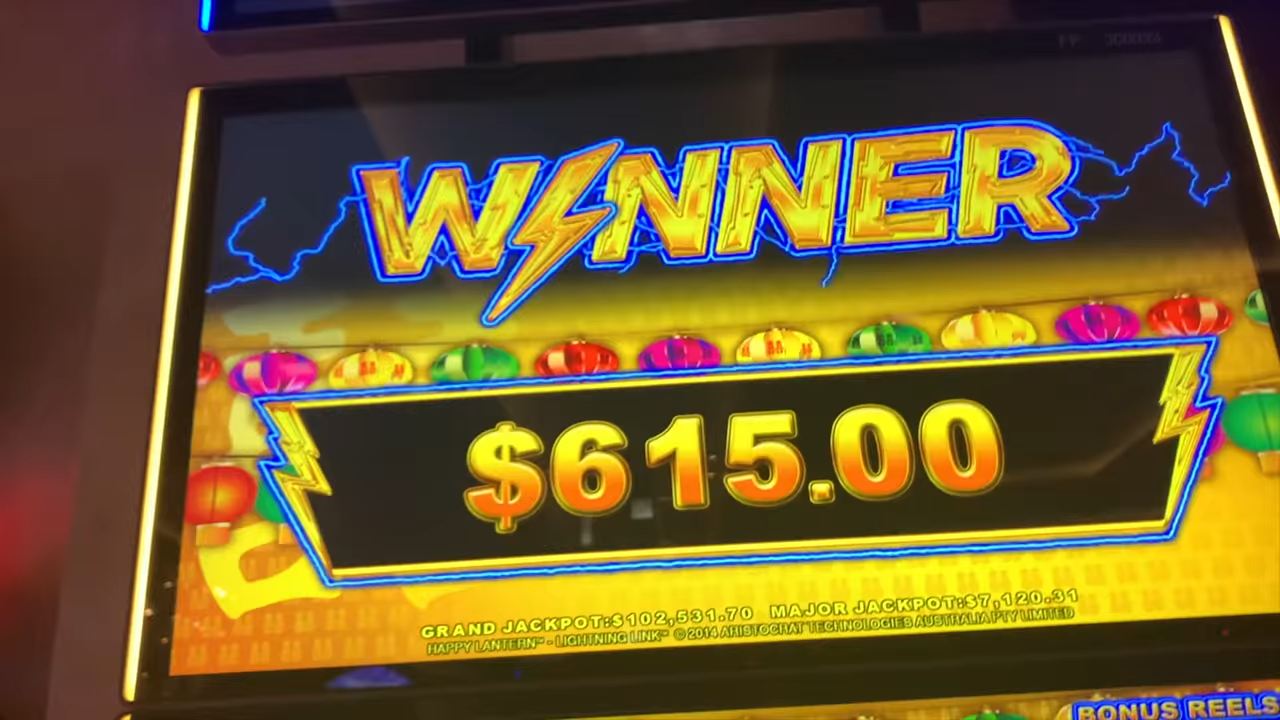 WINNER
$615.00
GRAND JACKPOT:$102,531.70 MAJOR JACKPOT:$7,120.31
HAPPY LANTERN™ - LIGHTNING LINK™ ©2014 ARISTOCRAT TECHNOLOGIES AUSTRALIA PTY LIMITED
BONUS REELS